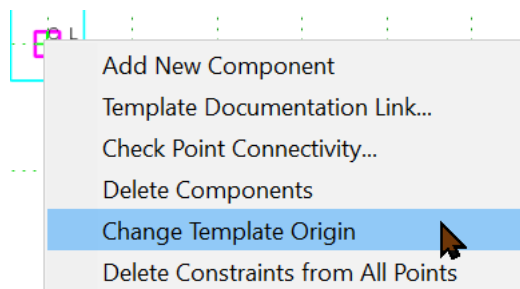 Add New Component
Template Documentation Link...
Check Point Connectivity...
Delete Components
Change Template Origin
Delete Constraints from All Points